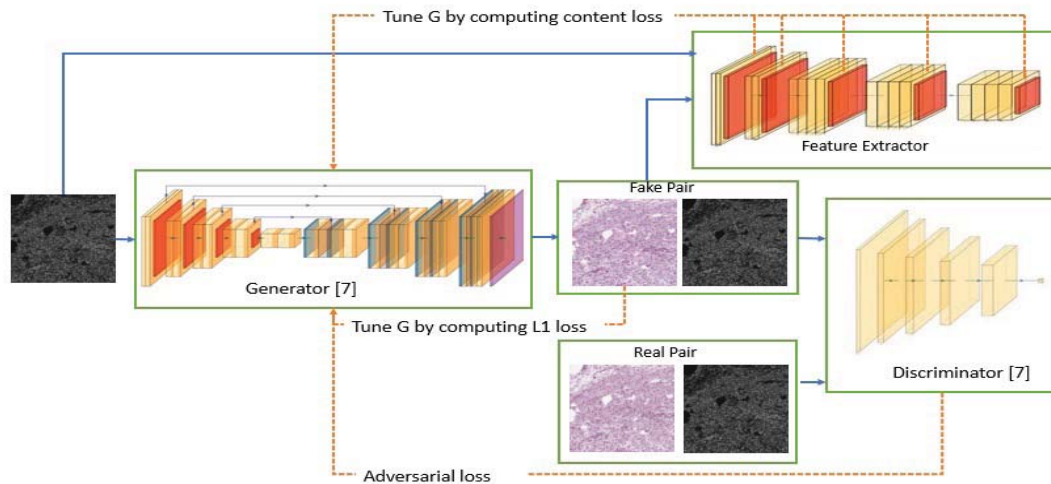 Tune G by computing content loss
Feature Extractor
Fake Pair
Generator [7]
Tune G by computing L1 loss
Real Pair
Discriminator [7]
Adversarial loss